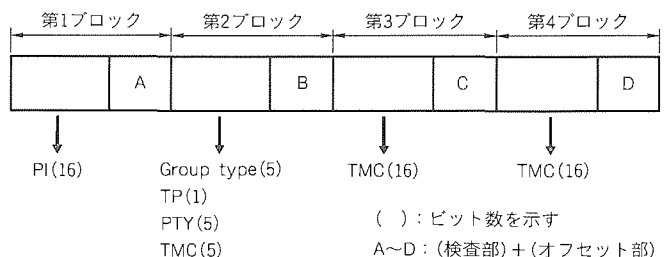 第1ブロック 第2ブロック 第3ブロック 第4ブロック
A B C D
PI(16) Group type(5) TMC(16) TMC(16)
TP(1)
PTY(5) ( ):ビット数を示す
TMC(5) A～D:(検査部)+(オフセット部)